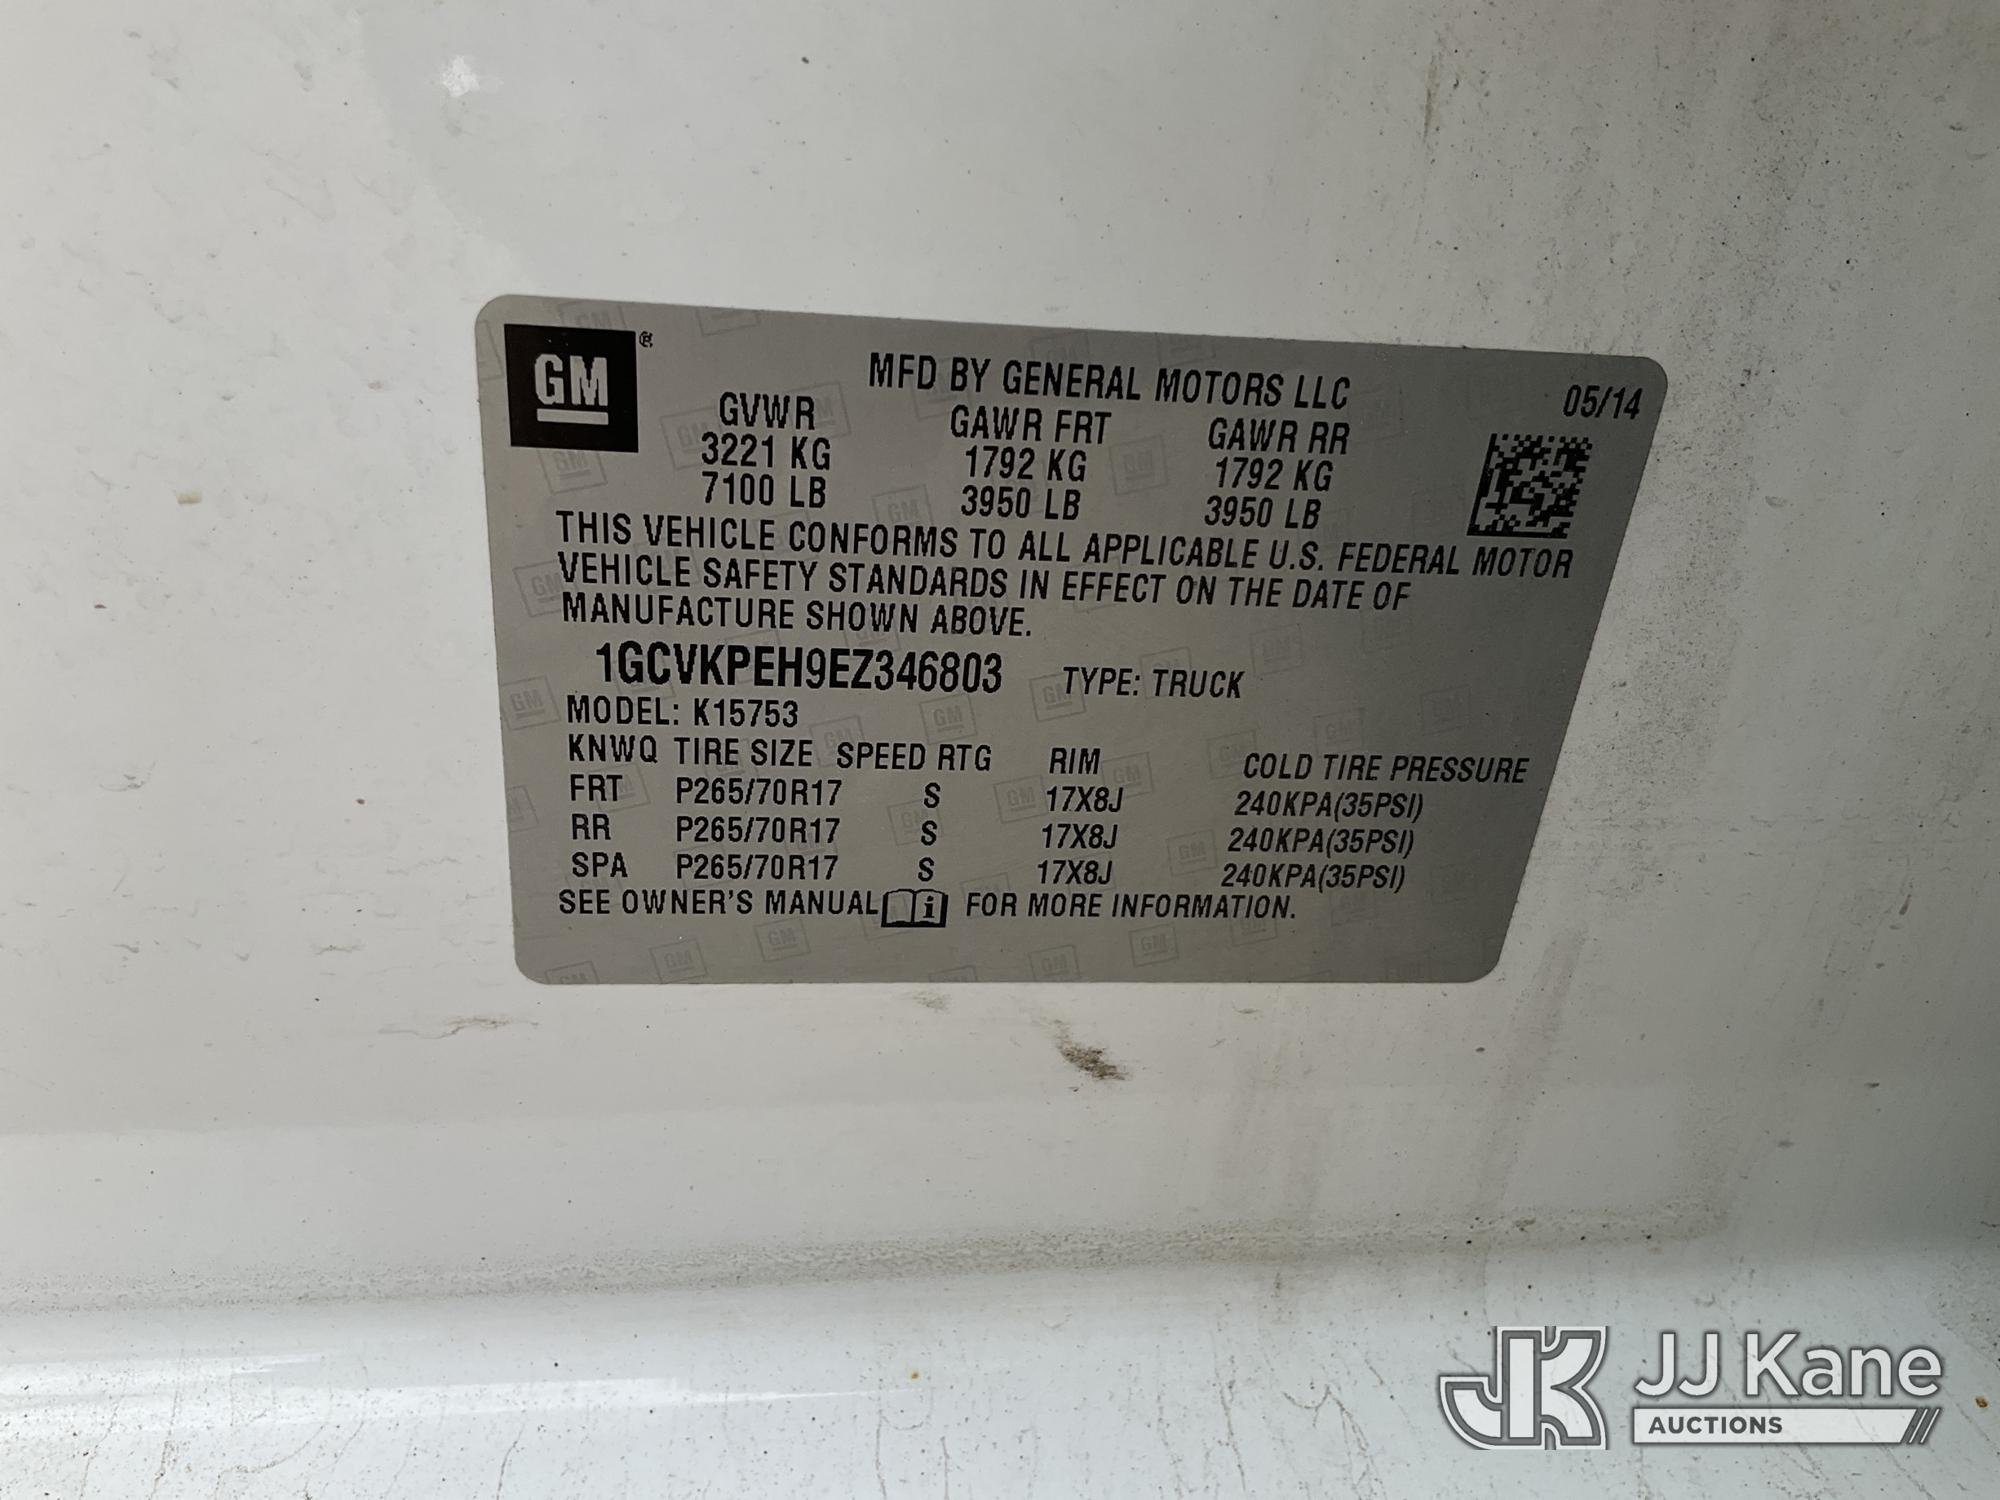 GM®
MFD BY GENERAL MOTORS LLC 05/14
GVWR GAWR FRT GAWR RR
3221 KG 1792 KG 1792 KG
7100 LB 3950 LB 3950 LB
THIS VEHICLE CONFORMS TO ALL APPLICABLE U.S. FEDERAL MOTOR
VEHICLE SAFETY STANDARDS IN EFFECT ON THE DATE OF
MANUFACTURE SHOWN ABOVE.
1GCVKPEH9EZ346803 TYPE: TRUCK
MODEL: K15753
KNWQ TIRE SIZE SPEED RTG RIM COLD TIRE PRESSURE
FRT P265/70R17 S 17X8J 240KPA(35PSI)
RR P265/70R17 S 17X8J 240KPA(35PSI)
SPA P265/70R17 S 17X8J 240KPA(35PSI)
SEE OWNER'S MANUAL i FOR MORE INFORMATION.
JK JJ Kane
AUCTIONS